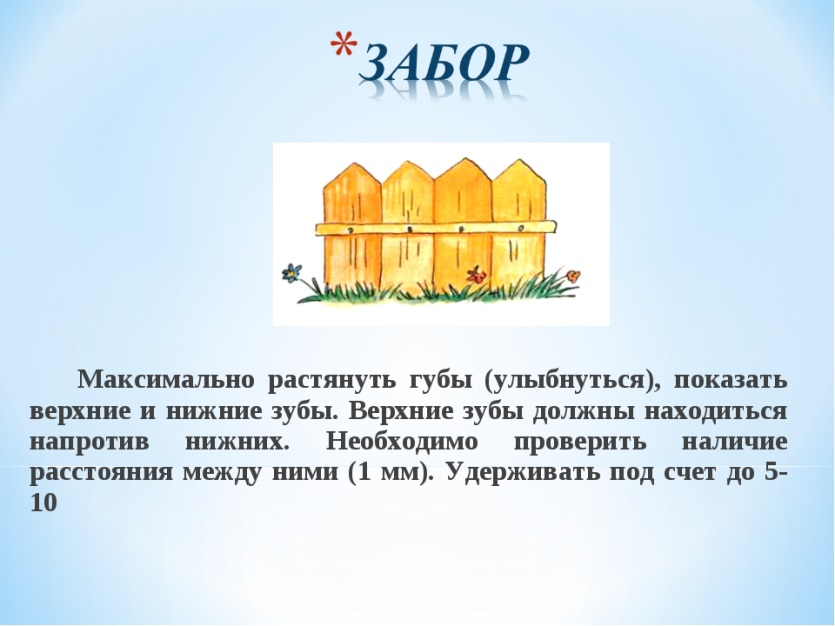 *ЗАБОР
Максимально растянуть губы (улыбнуться), показать
верхние и нижние зубы. Верхние зубы должны находиться
напротив нижних. Необходимо проверить наличие
расстояния между ними (1 мм). Удерживать под счет до 5-
10